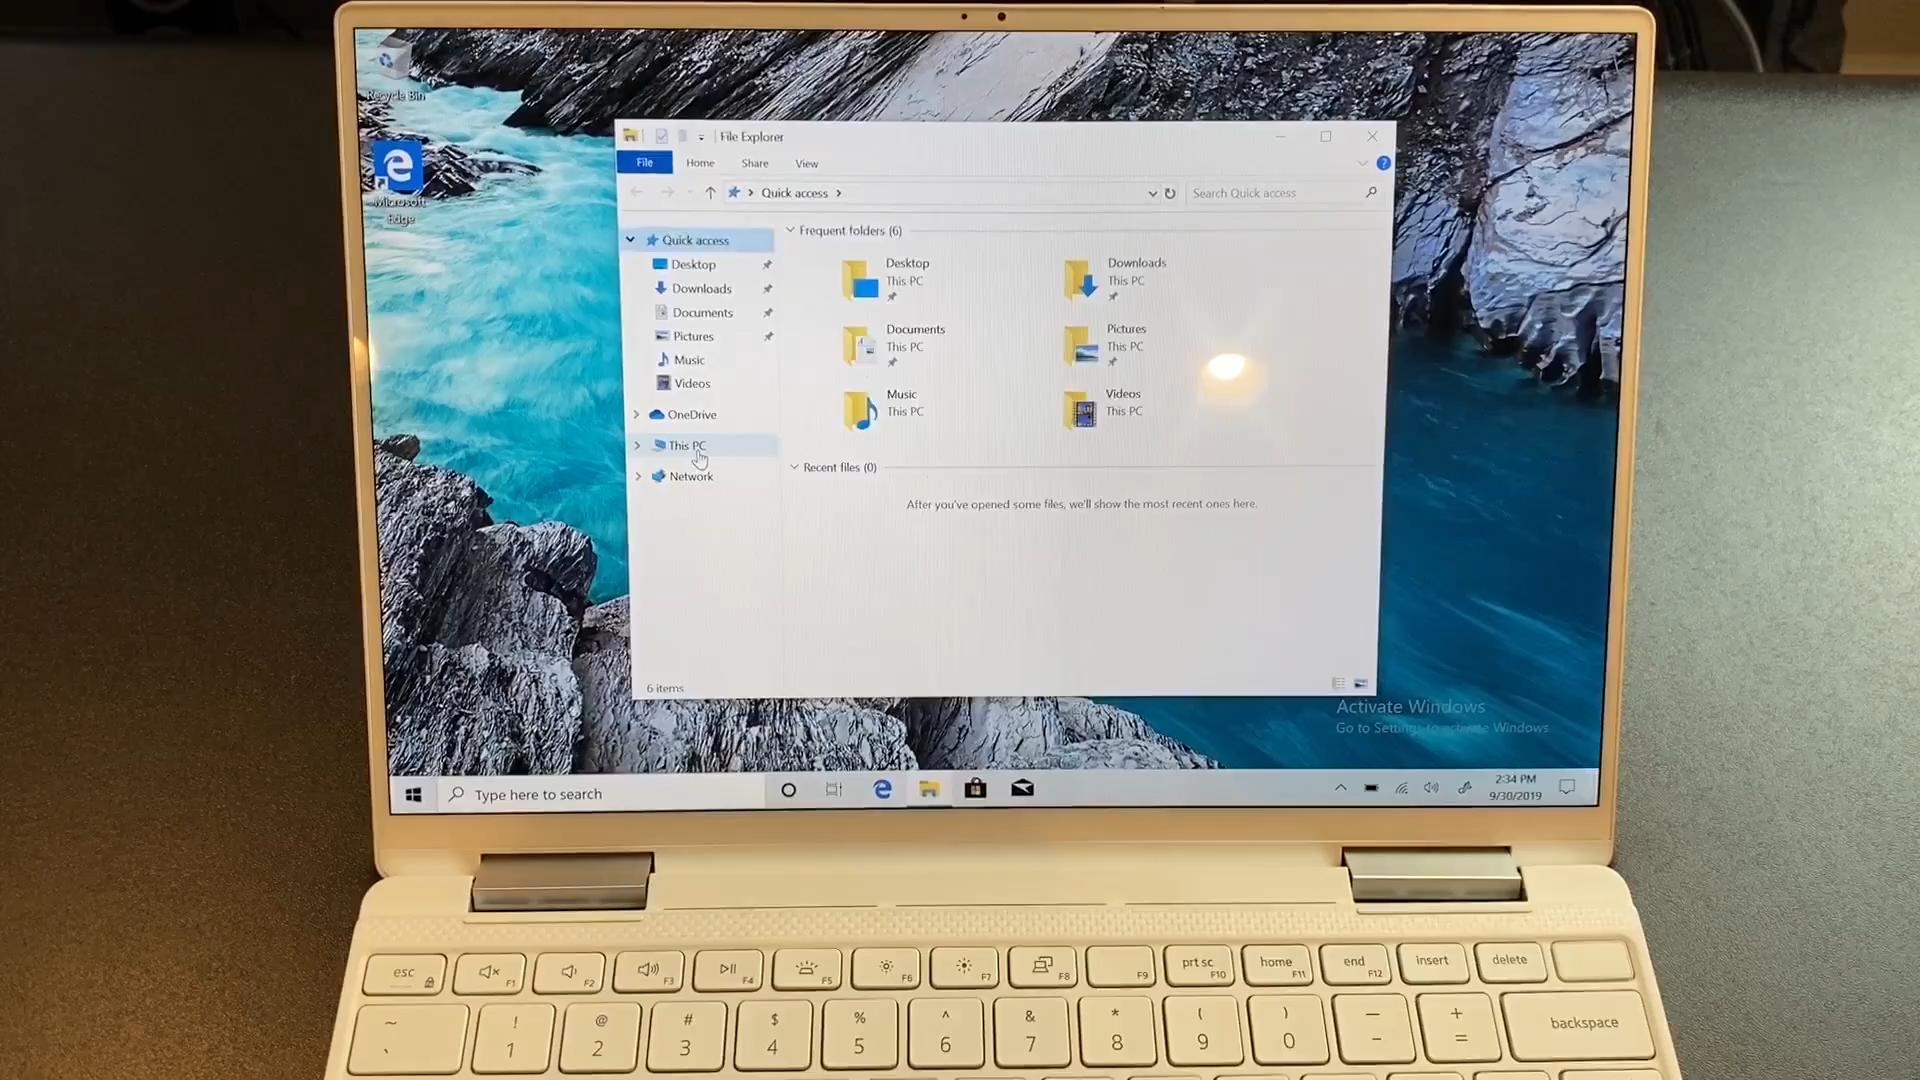 Recycle Bin
Microsoft
Edge
File Explorer
File Home Share View
?
Quick access
Search Quick access
Quick access
Desktop
Downloads
Documents
Pictures
Music
Videos
OneDrive
This PC
Network
Frequent folders (6)
Desktop
This PC
Downloads
This PC
Documents
This PC
Pictures
This PC
Music
This PC
Videos
This PC
Recent files (0)
After you've opened some files, we'll show the most recent ones here.
6 items
Activate Windows
Go to Settings to activate Windows
Type here to search
2:34 PM
9/30/2019
esc F1 F2 F3 F4 F5 F6 F7 F8 F9 prt sc F10 home F11 end F12 insert delete
~ ! @ # $ % ^ & * ( ) — +
` 1 2 3 4 5 6 7 8 9 0 - = backspace